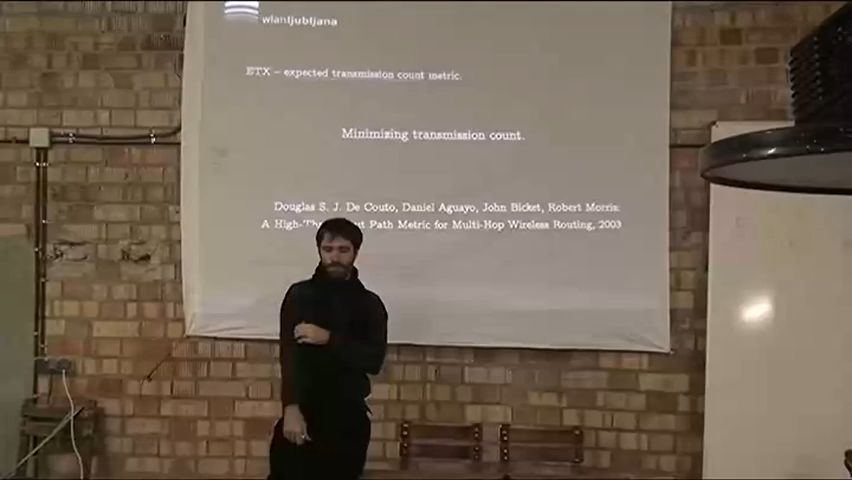 wlanljubljana
ETX – expected transmission count metric.
Minimizing transmission count.
Douglas S. J. De Couto, Daniel Aguayo, John Bicket, Robert Morris:
A Path Metric for Multi-Hop Wireless Routing, 2003